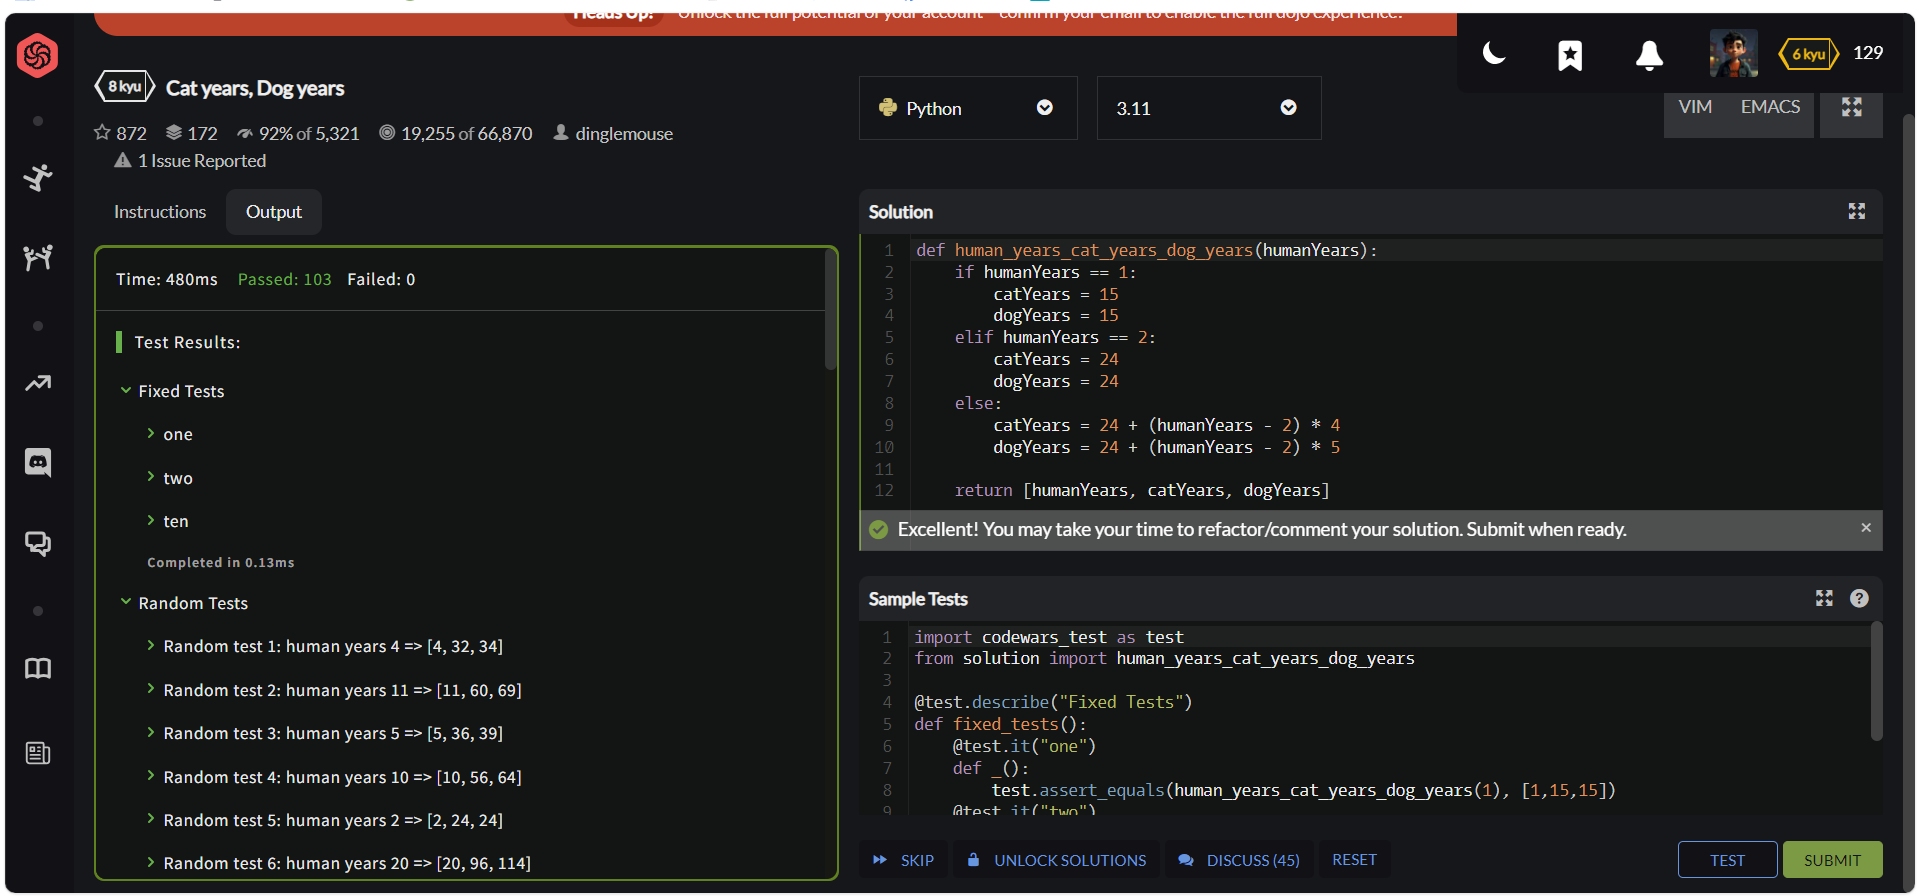 Heads Up! Unlock the full potential of your account - confirm your email to enable the full dojo experience.
6 kyu 129
8 kyu Cat years, Dog years
872 172 92% of 5,321 19,255 of 66,870 dinglemouse
1 Issue Reported
Python 3.11
VIM EMACS
Instructions Output
Time: 480ms Passed: 103 Failed: 0
Test Results:
Fixed Tests
one
two
ten
Completed in 0.13ms
Random Tests
Random test 1: human years 4 => [4, 32, 34]
Random test 2: human years 11 => [11, 60, 69]
Random test 3: human years 5 => [5, 36, 39]
Random test 4: human years 10 => [10, 56, 64]
Random test 5: human years 2 => [2, 24, 24]
Random test 6: human years 20 => [20, 96, 114]
Solution
1 def human_years_cat_years_dog_years(humanYears):
2 if humanYears == 1:
3 catYears = 15
4 dogYears = 15
5 elif humanYears == 2:
6 catYears = 24
7 dogYears = 24
8 else:
9 catYears = 24 + (humanYears - 2) * 4
10 dogYears = 24 + (humanYears - 2) * 5
11
12 return [humanYears, catYears, dogYears]
Excellent! You may take your time to refactor/comment your solution. Submit when ready.
Sample Tests
1 import codewars_test as test
2 from solution import human_years_cat_years_dog_years
3
4 @test.describe("Fixed Tests")
5 def fixed_tests():
6 @test.it("one")
7 def _():
8 test.assert_equals(human_years_cat_years_dog_years(1), [1,15,15])
9 @test.it("two")
SKIP UNLOCK SOLUTIONS DISCUSS (45) RESET TEST SUBMIT